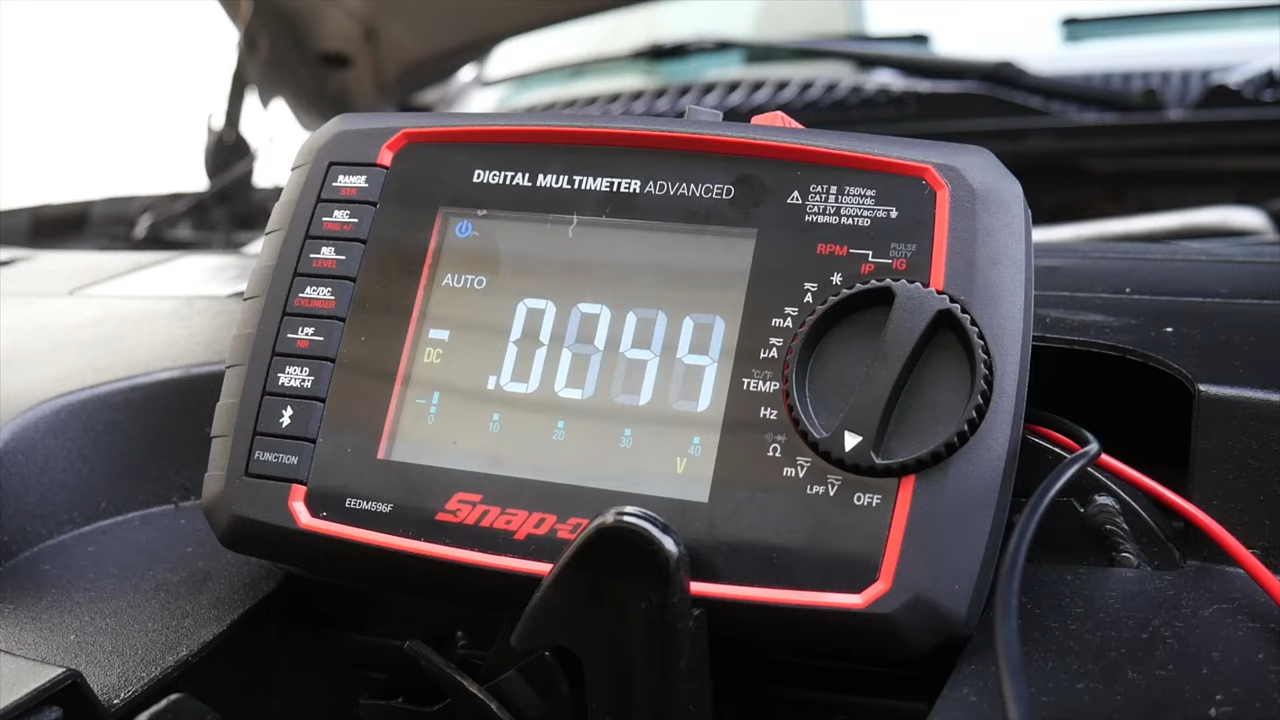 DIGITAL MULTIMETER ADVANCED
CAT III 750Vac
CAT III 1000Vdc
CAT IV 600Vac/dc
HYBRID RATED
RANGE
STR
REC
TRIG +/-
REL
LEVEL
AC/DC
CYLINDER
LPF
NR
HOLD
PEAK-H
FUNCTION
AUTO
DC
.0044
0 10 20 30 40
V
RPM
IP
PULSE
DUTY
IG
A
mA
µA
°C/°F
TEMP
Hz
Ω
mV
LPF V
OFF
EEDM596F
Snap-o